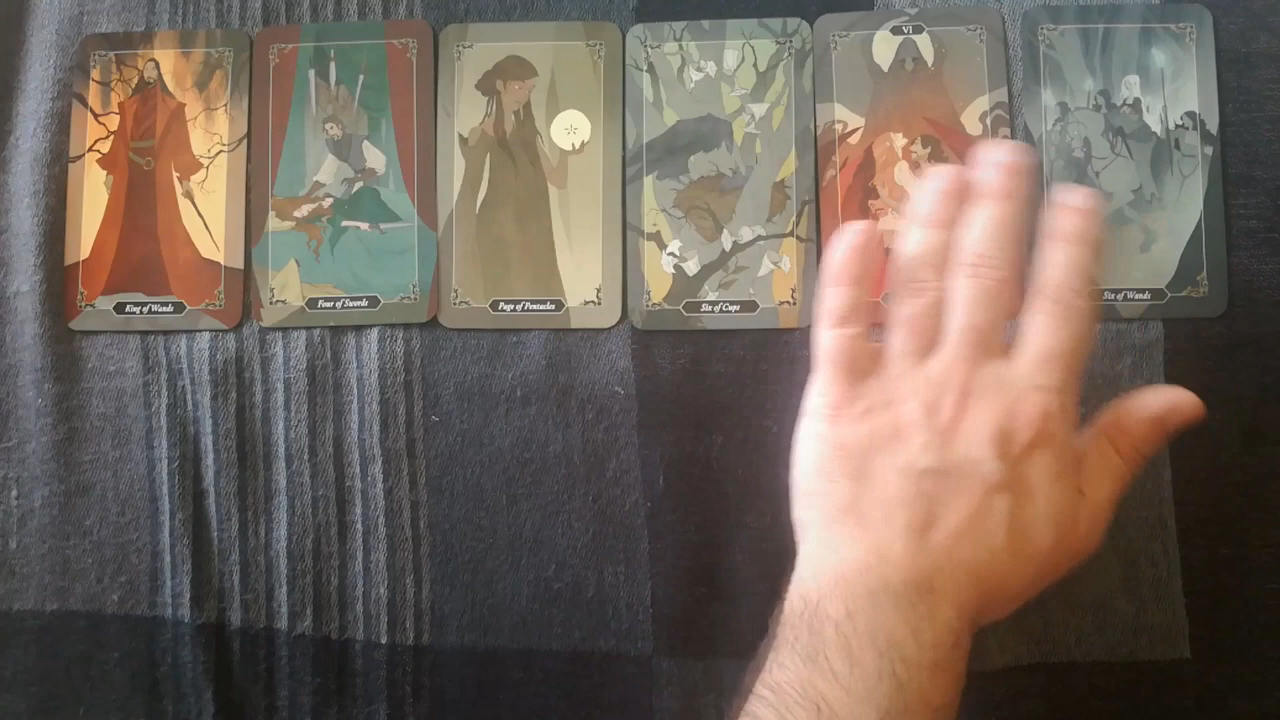 VI
King of Wands
Four of Swords
Page of Pentacles
Six of Cups
Six of Wands